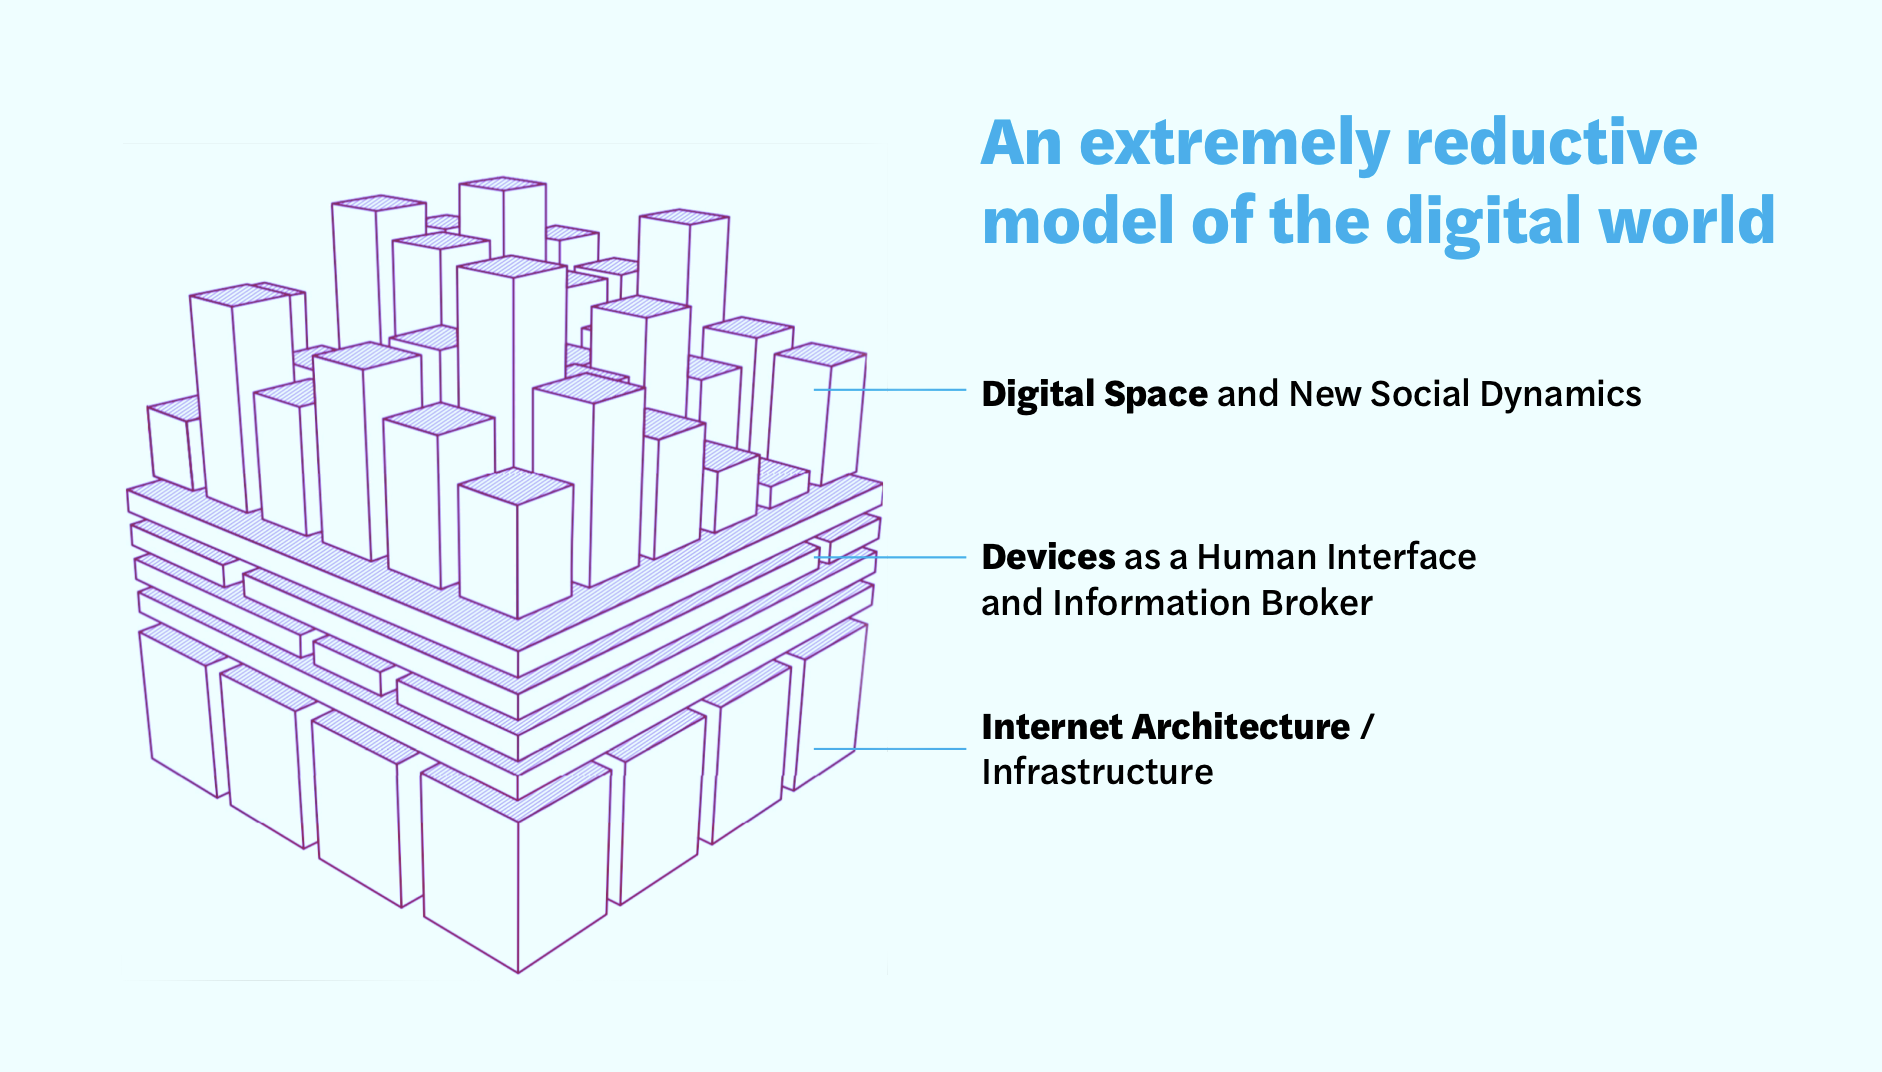 An extremely reductive
model of the digital world
Digital Space and New Social Dynamics
Devices as a Human Interface
and Information Broker
Internet Architecture /
Infrastructure